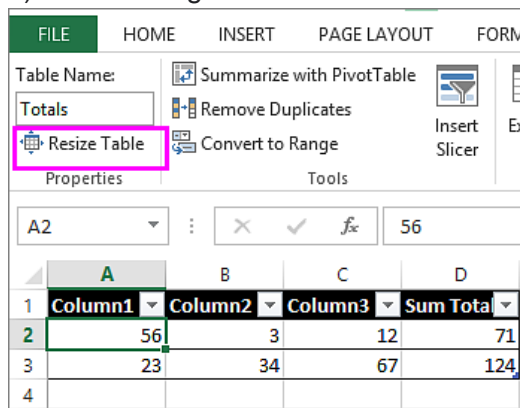 FILE HOME INSERT PAGE LAYOUT FORM
Table Name:
Totals
Resize Table
Properties
Summarize with PivotTable
Remove Duplicates
Convert to Range
Tools
Insert
Slicer
Ex
A2 fx 56
A B C D
1 Column1 Column2 Column3 Sum Total
2 56 3 12 71
3 23 34 67 124
4